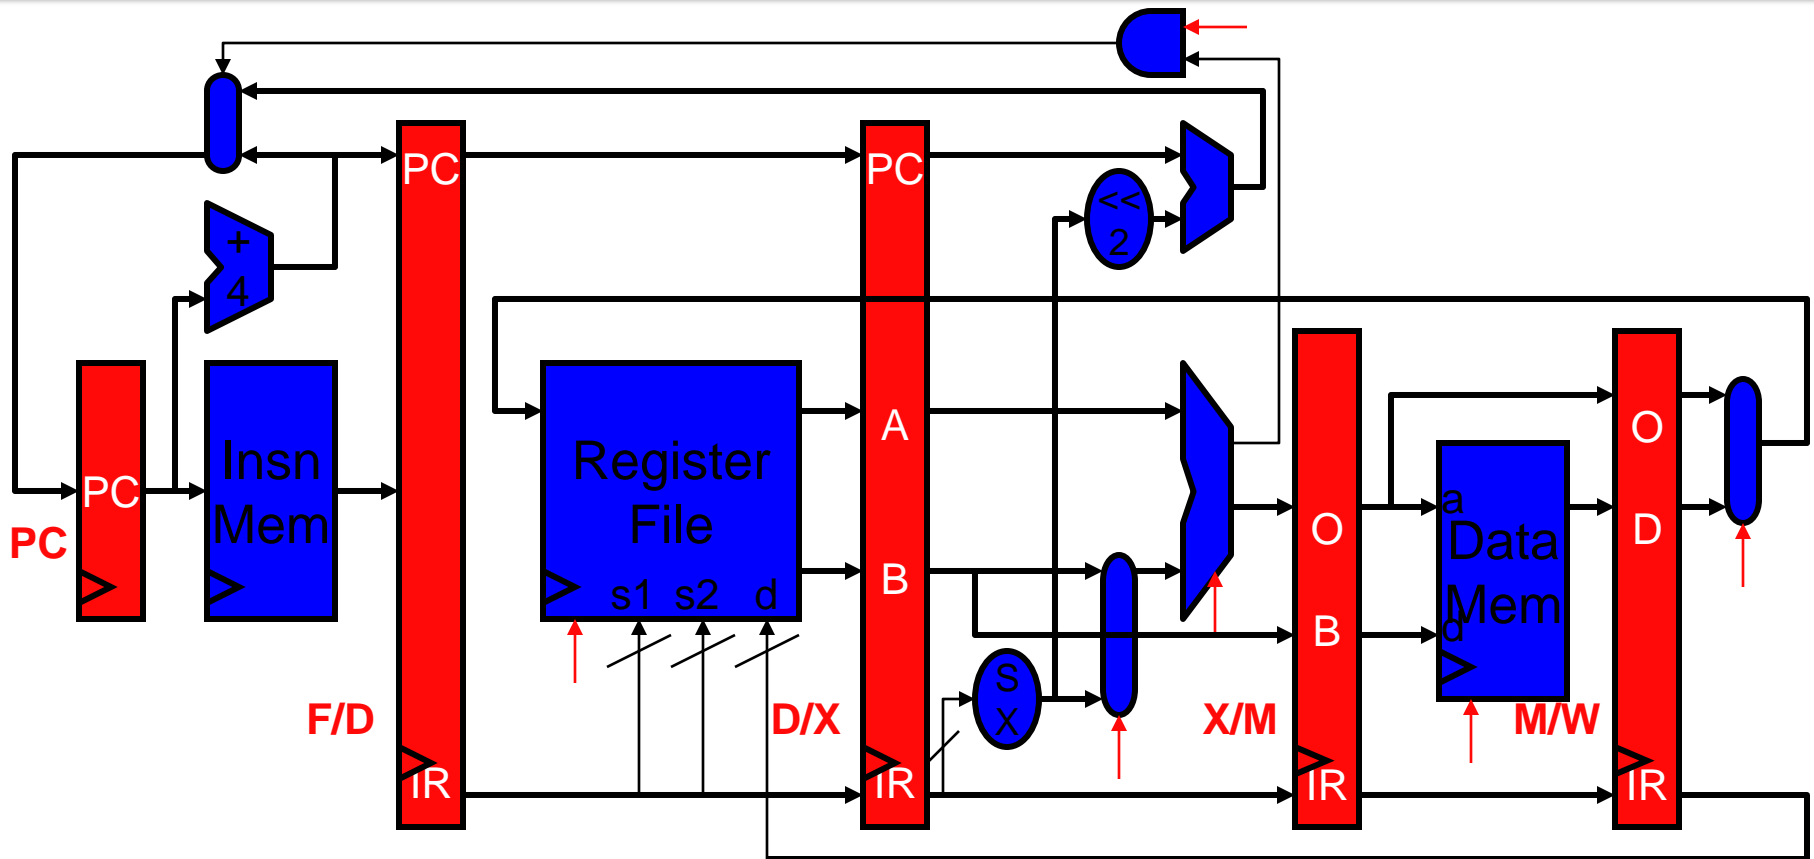 PC
PC
<<
2
+
4
A
Insn
Mem
Register
File
s1 s2 d
PC
PC
O
B
O
D
a
Data
Mem
d
B
S
X
F/D
D/X
X/M
M/W
IR
IR
IR
IR